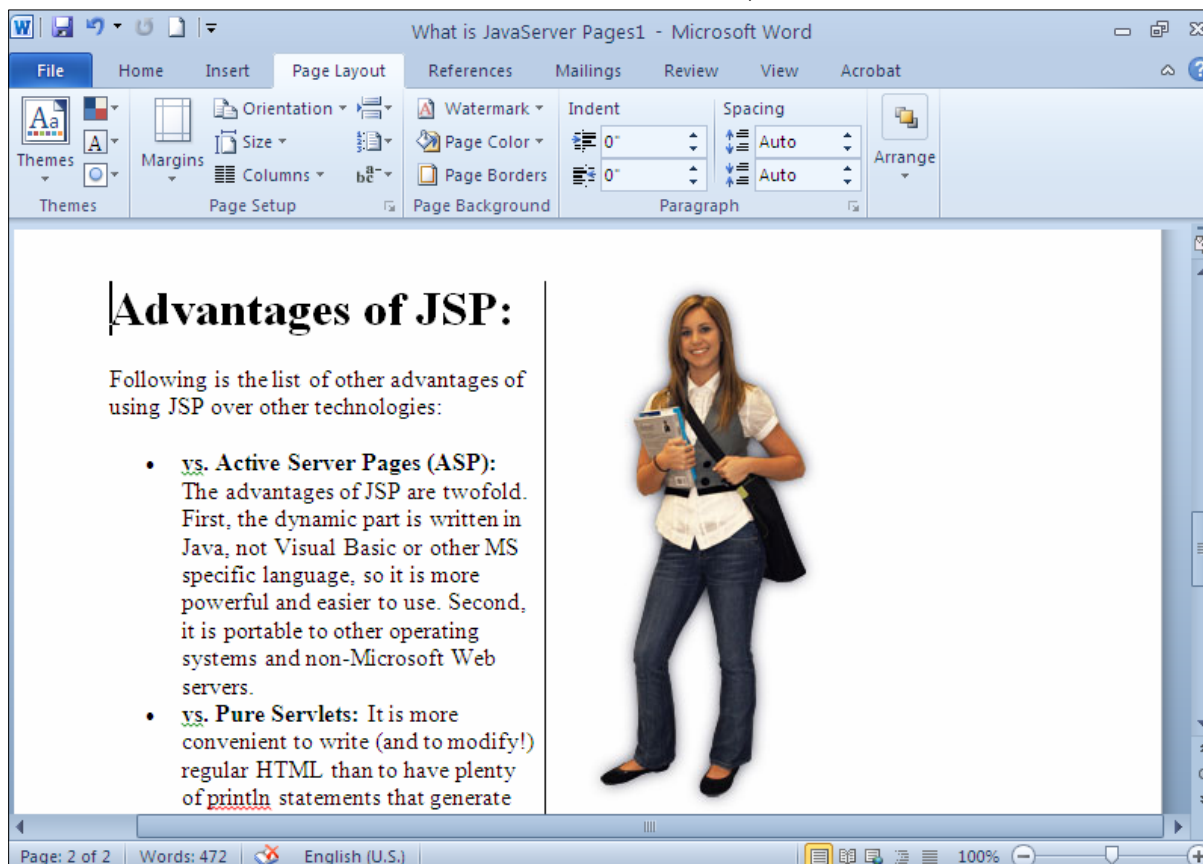 What is JavaServer Pages1 - Microsoft Word
File Home Insert Page Layout References Mailings Review View Acrobat
Themes
Margins
Orientation
Size
Columns
Watermark
Page Color
Page Borders
Indent
0"
0"
Spacing
Auto
Auto
Arrange
Themes Page Setup Page Background Paragraph
Advantages of JSP:
Following is the list of other advantages of
using JSP over other technologies:
• vs. Active Server Pages (ASP):
The advantages of JSP are twofold.
First, the dynamic part is written in
Java, not Visual Basic or other MS
specific language, so it is more
powerful and easier to use. Second,
it is portable to other operating
systems and non-Microsoft Web
servers.
• vs. Pure Servlets: It is more
convenient to write (and to modify!)
regular HTML than to have plenty
of println statements that generate
Page: 2 of 2 Words: 472 English (U.S.) 100%